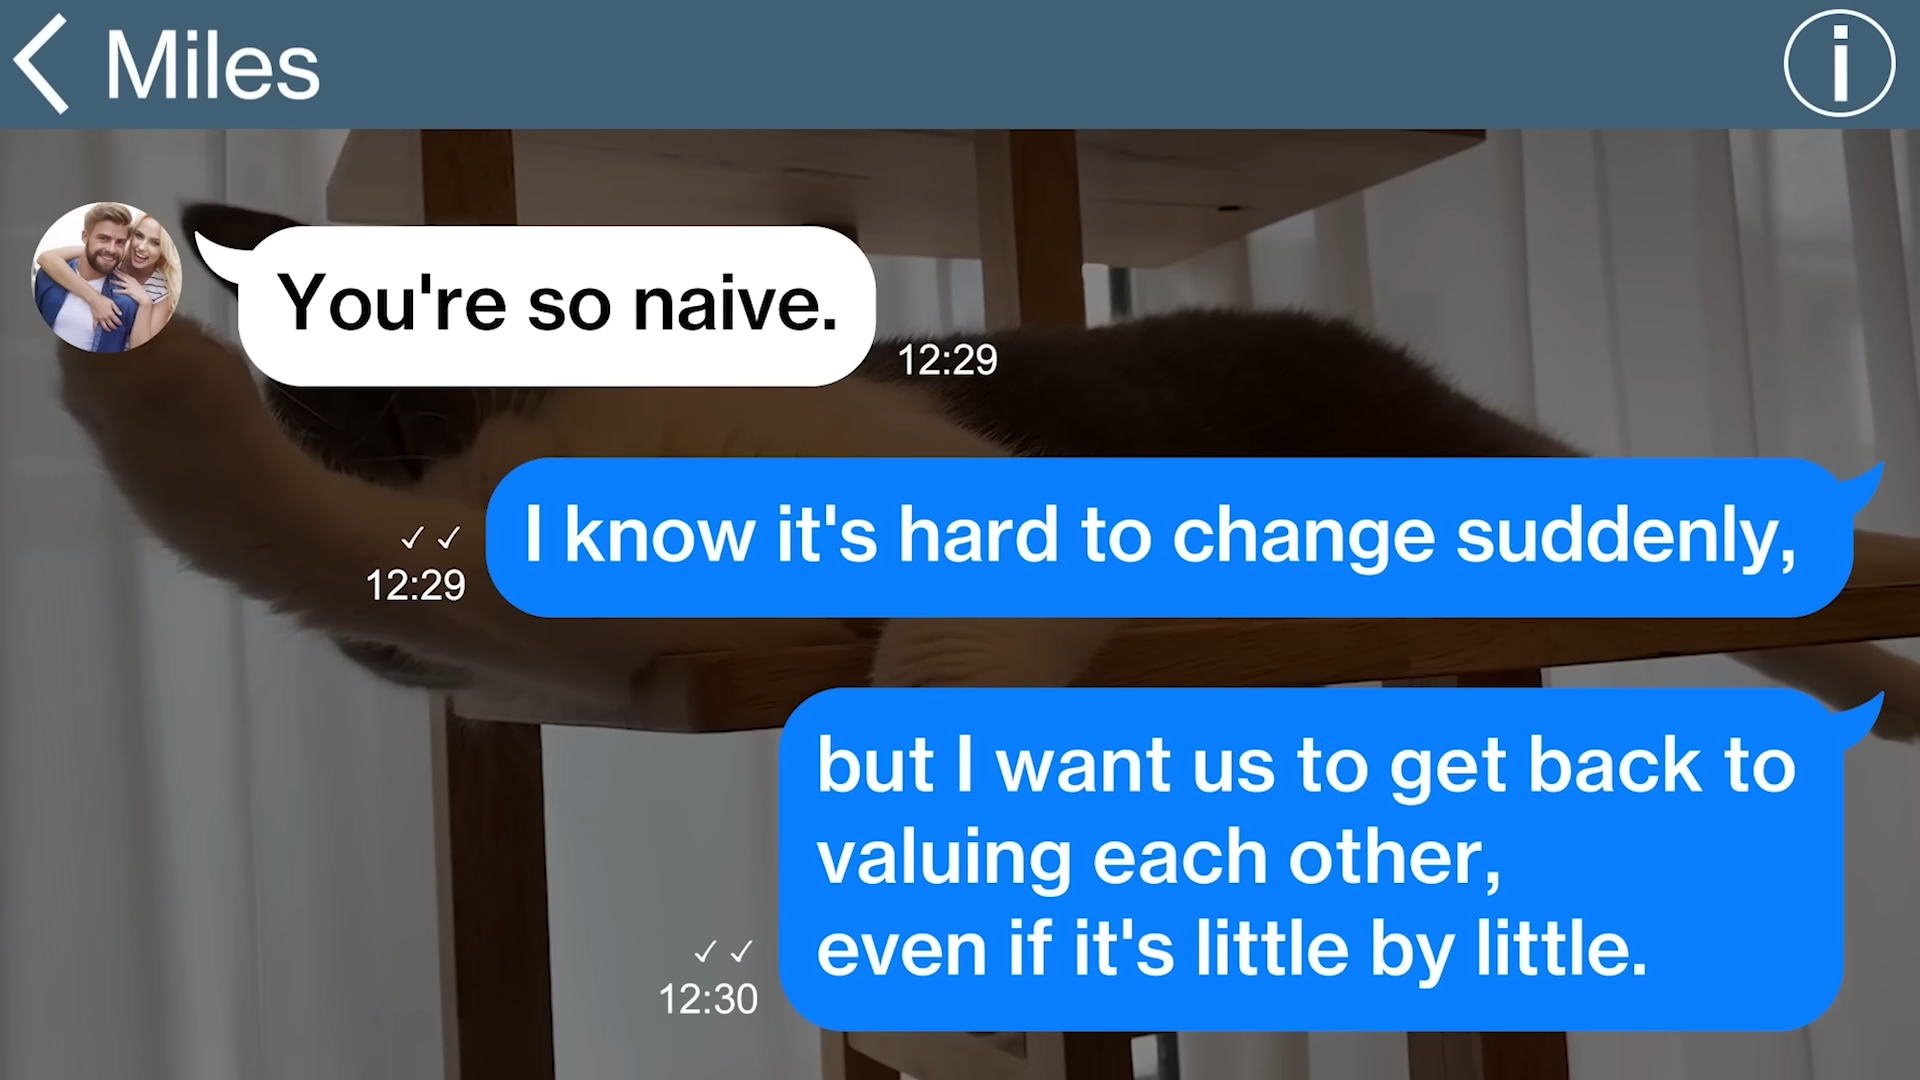 Miles
i
You're so naive.
12:29
I know it's hard to change suddenly,
✓ ✓
12:29
but I want us to get back to
valuing each other,
even if it's little by little.
✓ ✓
12:30